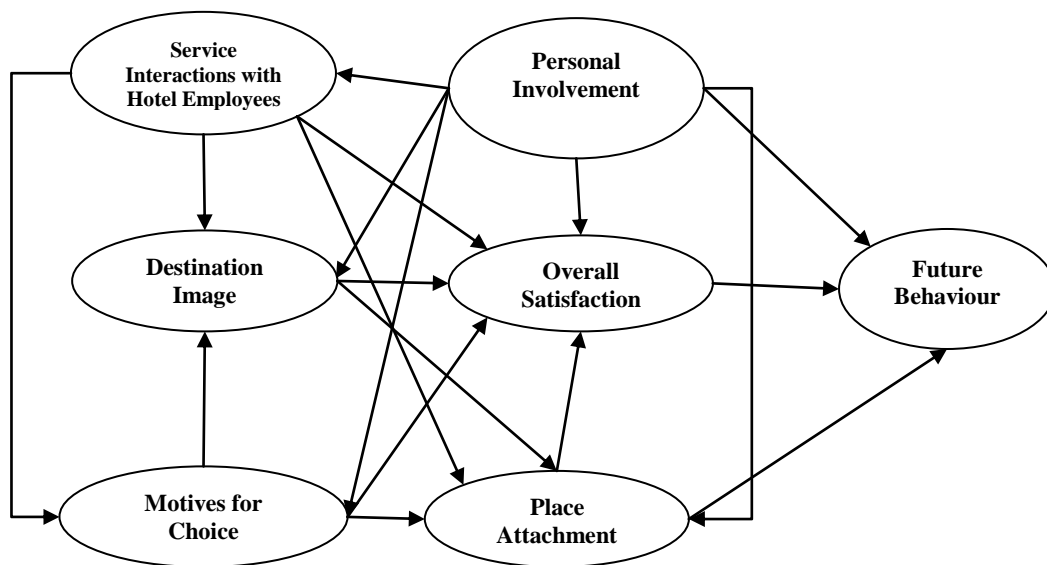 Service
Interactions with
Hotel Employees
Personal
Involvement
Destination
Image
Overall
Satisfaction
Future
Behaviour
Motives for
Choice
Place
Attachment